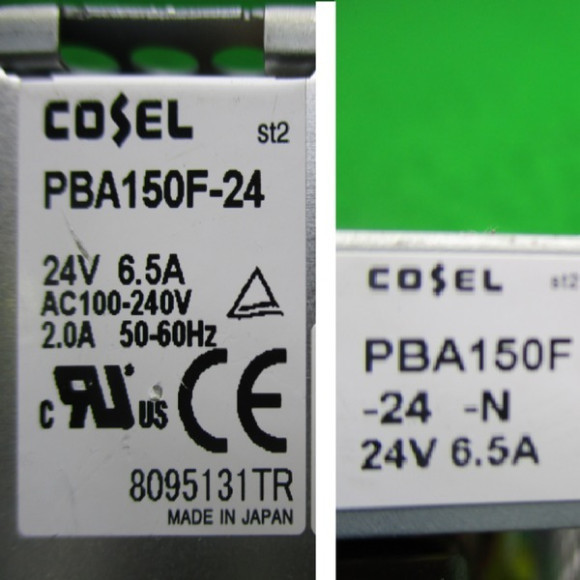 COSEL
st2
PBA150F-24
24V 6.5A
AC100-240V
2.0A 50-60Hz
c RU US CE
8095131TR
MADE IN JAPAN
COSEL
st2
PBA150F
-24 -N
24V 6.5A